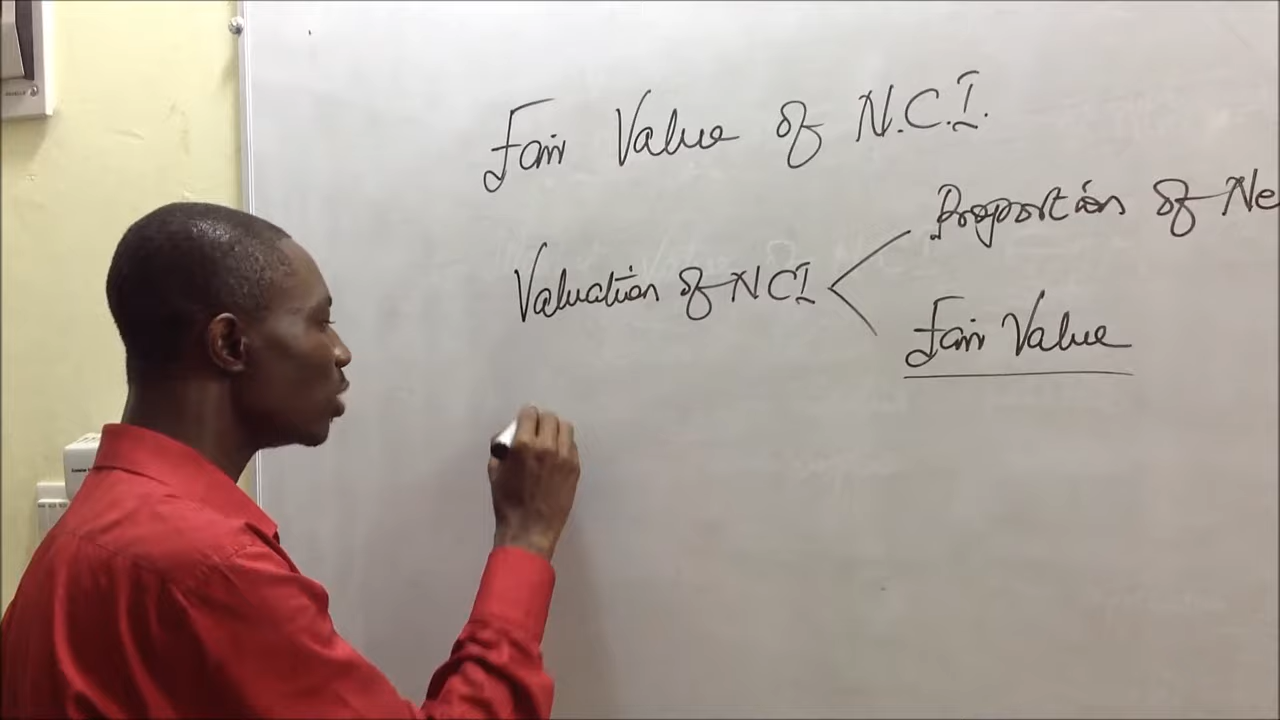 Fair Value of N.C.I.
Proportion of Ne
Valuation of NCI
Fair Value